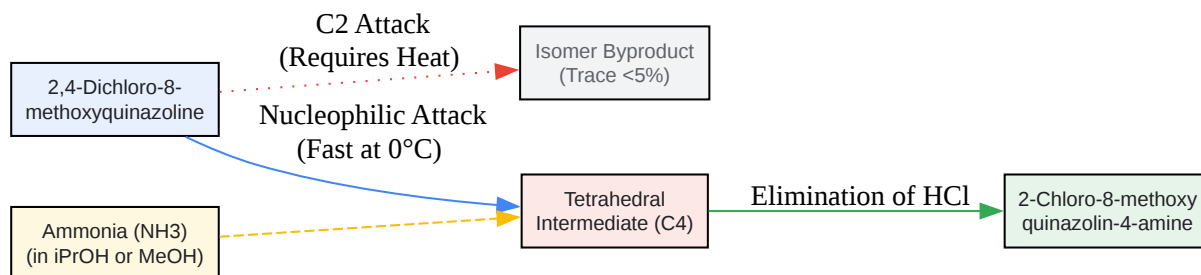 C2 Attack
(Requires Heat)
Isomer Byproduct
(Trace <5%)
2,4-Dichloro-8-
methoxyquinazoline
Nucleophilic Attack
(Fast at 0°C)
Tetrahedral
Intermediate (C4)
Elimination of HCl
2-Chloro-8-methoxy
quinazolin-4-amine
Ammonia (NH3)
(in iPrOH or MeOH)